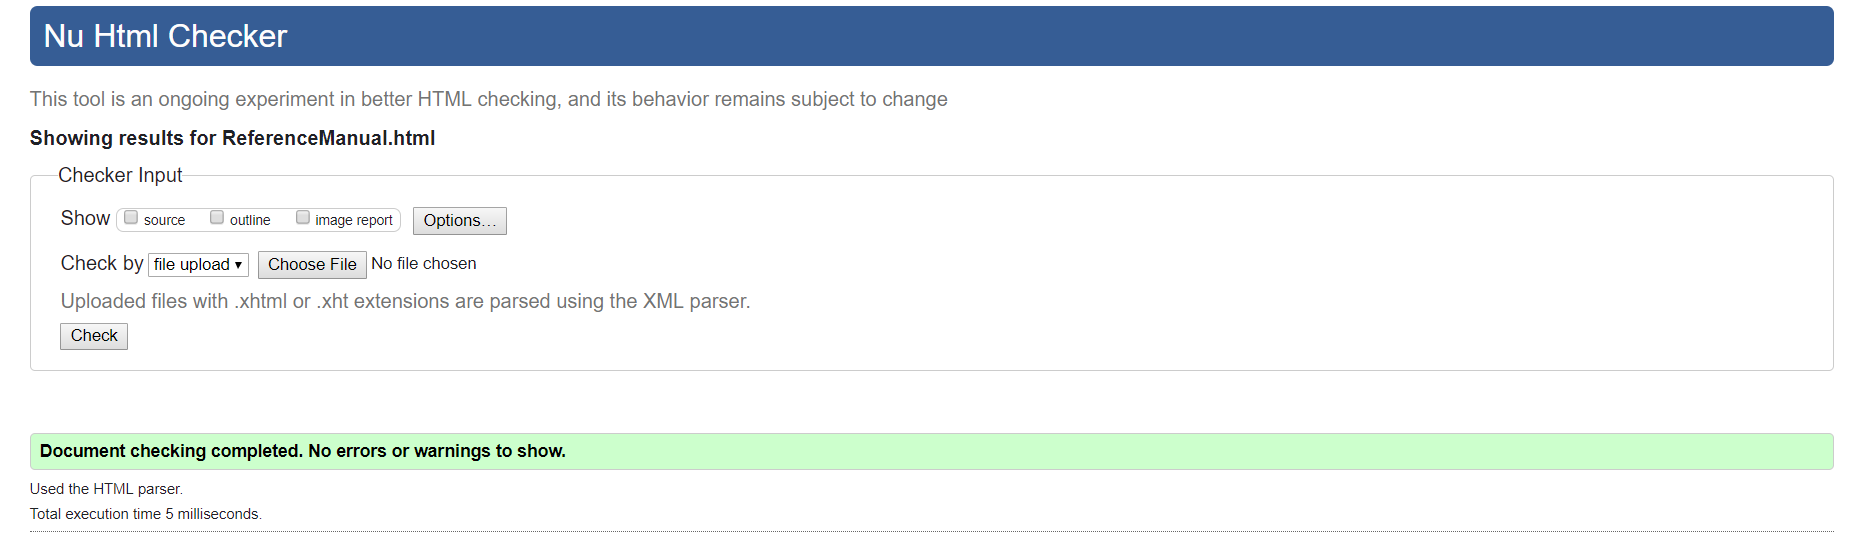 Nu Html Checker
This tool is an ongoing experiment in better HTML checking, and its behavior remains subject to change
Showing results for ReferenceManual.html
Checker Input
Show source outline image report Options...
Check by file upload Choose File No file chosen
Uploaded files with .xhtml or .xht extensions are parsed using the XML parser.
Check
Document checking completed. No errors or warnings to show.
Used the HTML parser.
Total execution time 5 milliseconds.